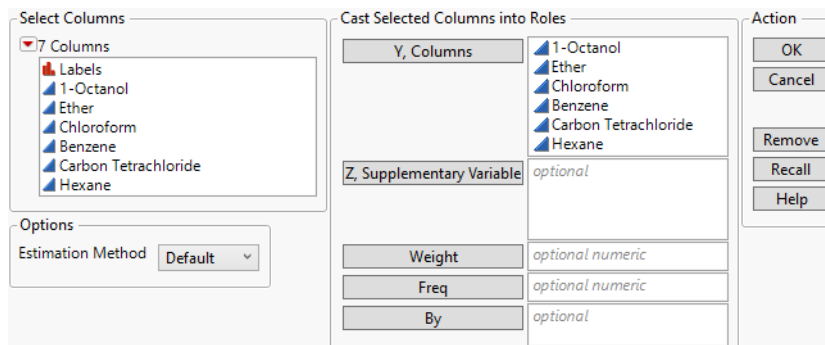 Select Columns
7 Columns
Labels
1-Octanol
Ether
Chloroform
Benzene
Carbon Tetrachloride
Hexane
Options
Estimation Method Default
Cast Selected Columns into Roles
Y, Columns
1-Octanol
Ether
Chloroform
Benzene
Carbon Tetrachloride
Hexane
Z, Supplementary Variable optional
Weight optional numeric
Freq optional numeric
By optional
Action
OK
Cancel
Remove
Recall
Help